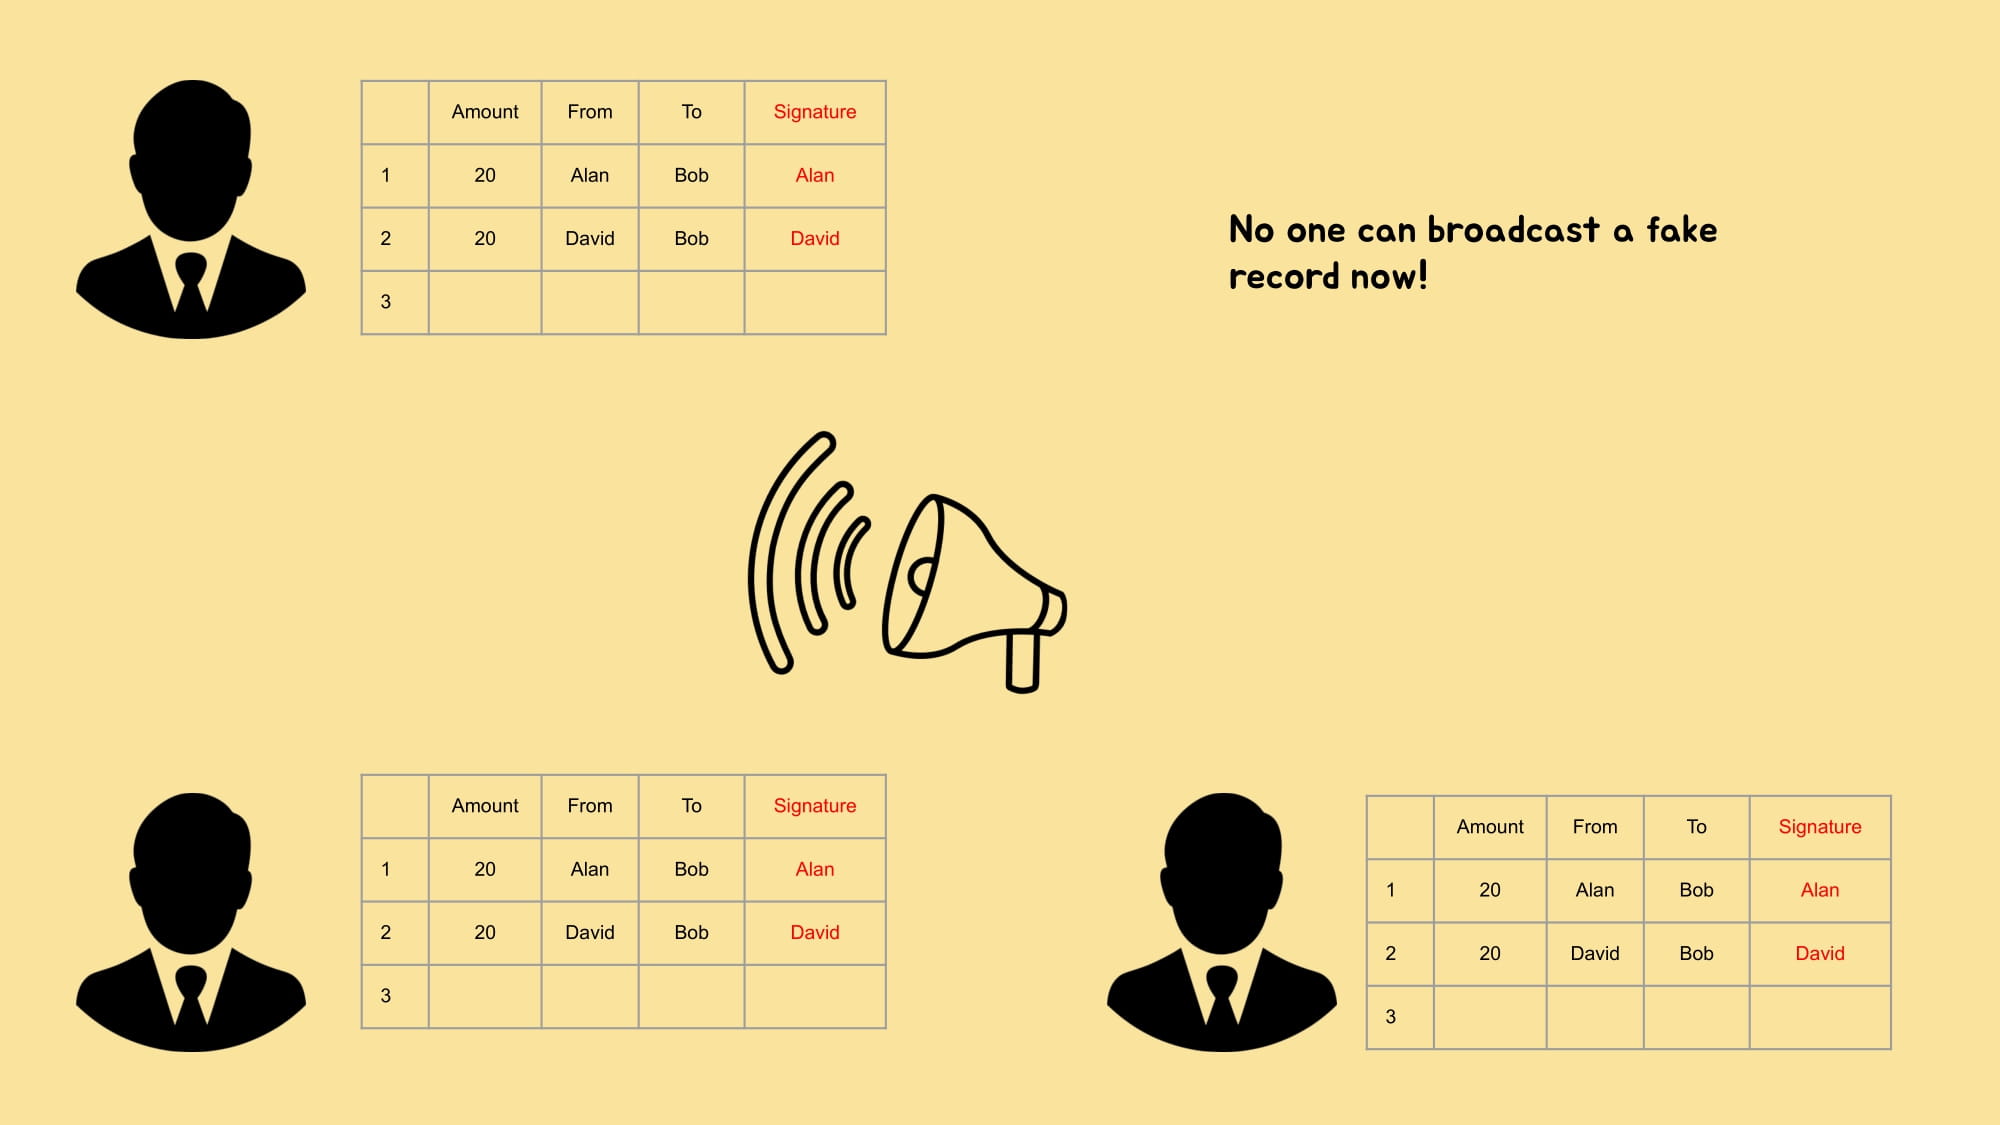 Amount From To Signature
1 20 Alan Bob Alan
2 20 David Bob David
3
No one can broadcast a fake
record now!
Amount From To Signature
1 20 Alan Bob Alan
2 20 David Bob David
3
Amount From To Signature
1 20 Alan Bob Alan
2 20 David Bob David
3